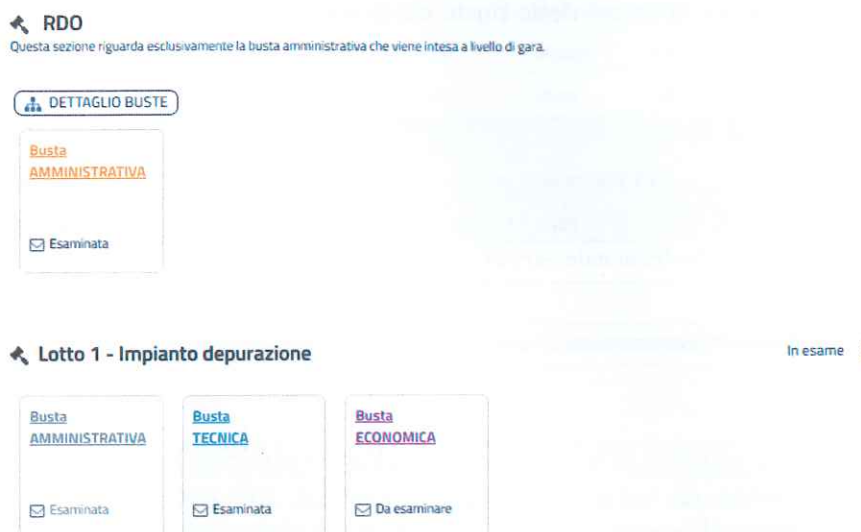 RDO
Questa sezione riguarda esclusivamente la busta amministrativa che viene intesa a livello di gara.
DETTAGLIO BUSTE
Busta
AMMINISTRATIVA
Esaminata
Lotto 1 - Impianto depurazione
In esame
Busta
AMMINISTRATIVA
Esaminata
Busta
TECNICA
Esaminata
Busta
ECONOMICA
Da esaminare